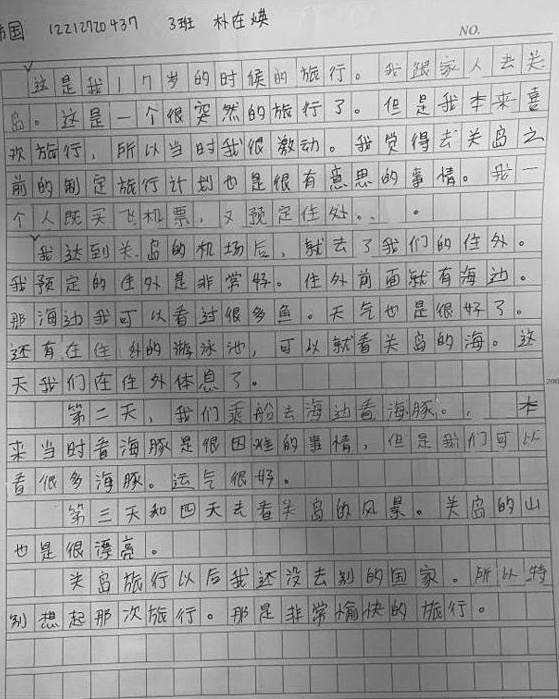 国 12212720437 3班 朴在煐
NO.
这是我17岁的时候的旅行。我跟家人去关
岛。这是一个很突然的旅行了。但是我本来喜
欢旅行，所以当时我很激动。我觉得去关岛之
前的制定旅行计划也是很有意思的事情。我一
个人既买飞机票，又预定住处。
我达到关岛的机场后，就去了我们的住外。
我预定的住外是非常好。住外前面就有海边。
那海边我可以看过很多鱼。天气也是很好了。
还有在住外的游泳池，可以就看关岛的海。这
天我们在住外体息了。
第二天，我们乘船去海边看海豚。本
来当时看海豚是很困难的事情，但是我们可以
看很多海豚。运气很好。
第三天和四天去看关岛的风景。关岛的山
也是很漂亮。
200
关岛旅行以后我还没去别的国家。所以特
别想起那次旅行。那是非常愉快的旅行。